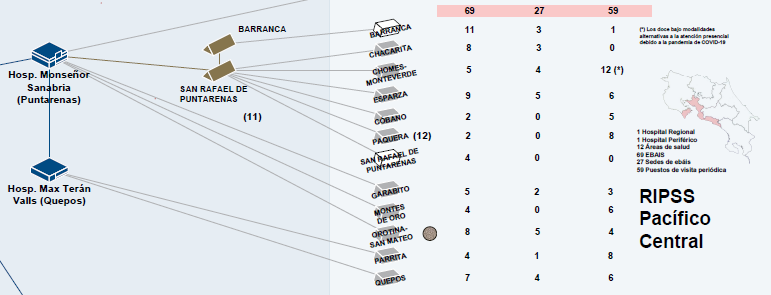 69 27 59
BARRANCA
BARRANCA 11 3 1
(*) Los doce bajo modalidades
alternativas a la atención presencial
debido a la pandemia de COVID-19
CHACARITA 8 3 0
Hosp. Monseñor
Sanabria
(Puntarenas)
CHOMES-
MONTEVERDE 5 4 12 (*)
SAN RAFAEL DE
PUNTARENAS
(11)
ESPARZA 9 5 6
COBANO 2 0 5
PAQUERA (12) 2 0 8
SAN RAFAEL DE
PUNTARENAS 4 0 0
1 Hospital Regional
1 Hospital Periférico
12 Áreas de salud
69 EBAIS
27 Sedes de ebáis
59 Puestos de visita periódica
Hosp. Max Terán
Valls (Quepos)
GARABITO 5 2 3
MONTES
DE ORO 4 0 6
OROTINA-
SAN MATEO 8 5 4
PARRITA 4 1 8
QUEPOS 7 4 6
RIPSS
Pacífico
Central